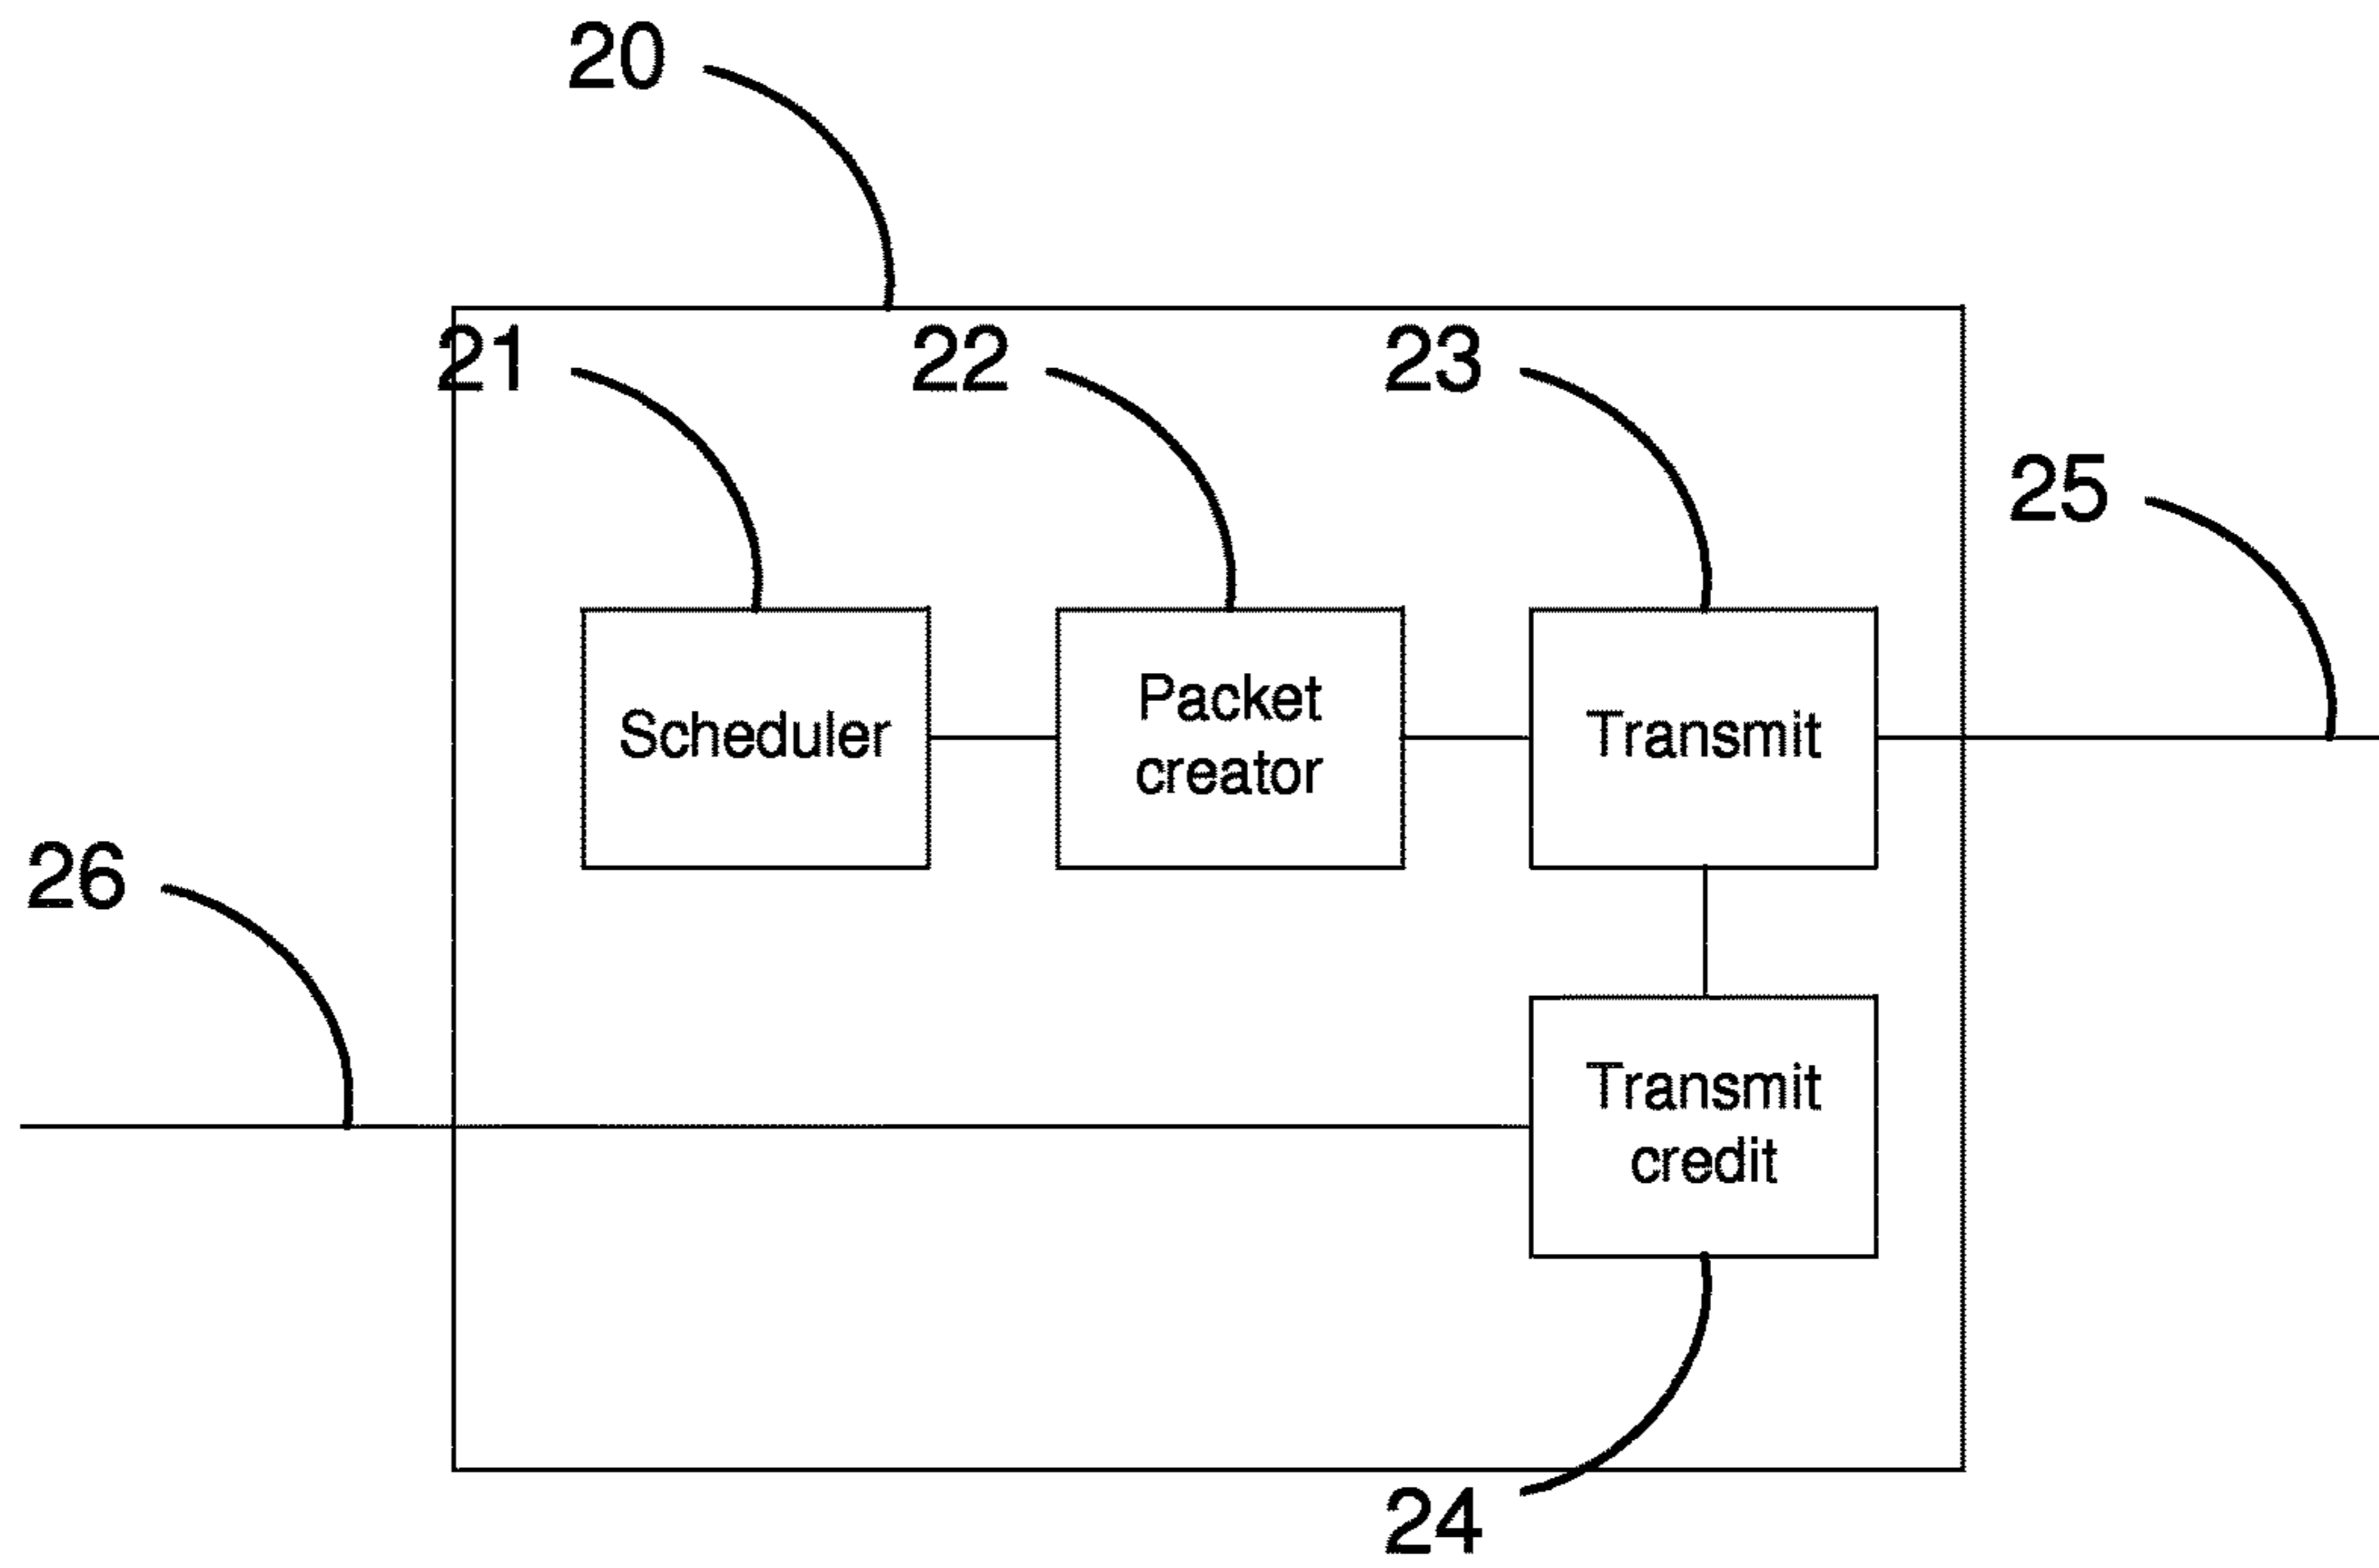 20
21
22
23
25
Scheduler
Packet
creator
Transmit
26
Transmit
credit
24